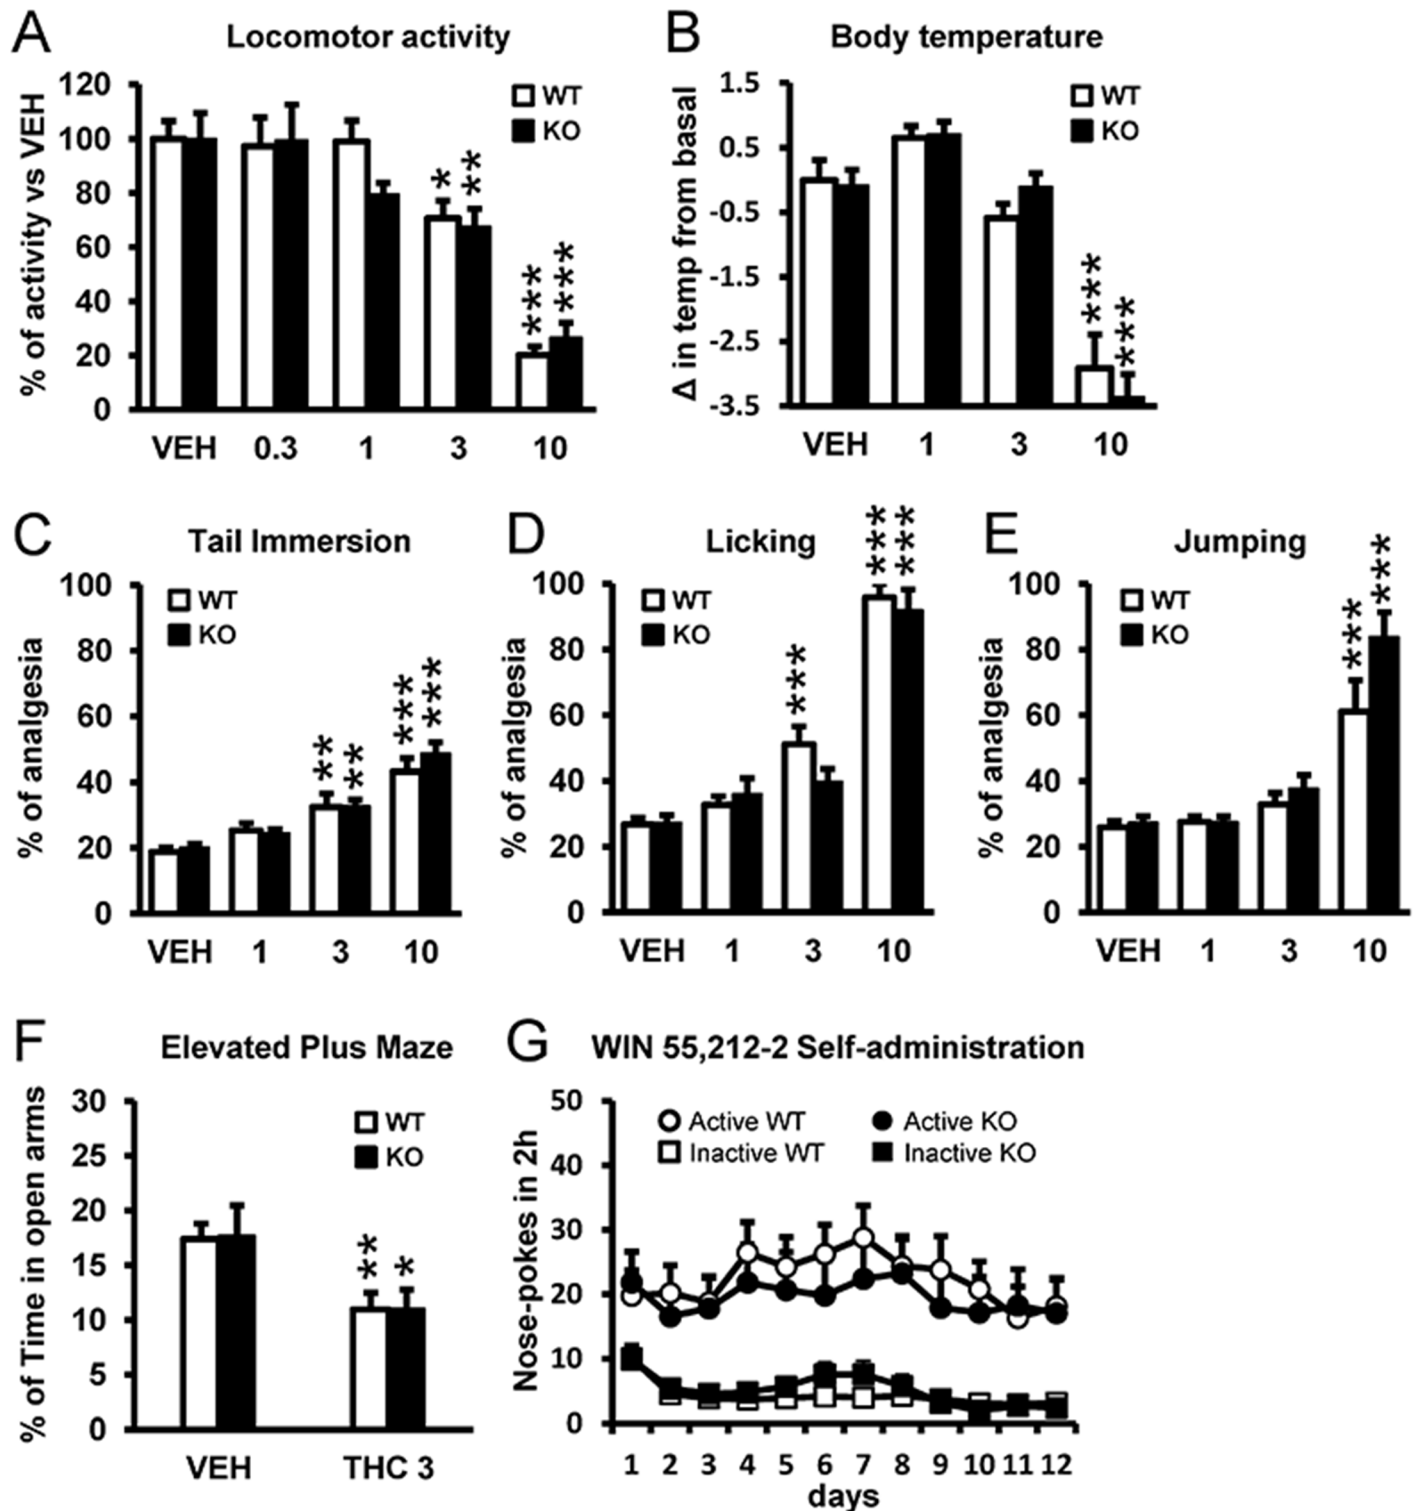 A
Locomotor activity
% of activity vs VEH
120
100
80
60
40
20
0
WT
KO
*
**
***
***
VEH 0.3 1 3 10
B
Body temperature
Δ in temp from basal
1.5
0.5
-0.5
-1.5
-2.5
-3.5
WT
KO
***
***
VEH 1 3 10
C
Tail Immersion
% of analgesia
100
80
60
40
20
0
WT
KO
**
**
***
***
VEH 1 3 10
D
Licking
% of analgesia
100
80
60
40
20
0
WT
KO
***
***
***
VEH 1 3 10
E
Jumping
% of analgesia
100
80
60
40
20
0
WT
KO
***
***
VEH 1 3 10
F
Elevated Plus Maze
% of Time in open arms
30
25
20
15
10
5
0
WT
KO
**
*
VEH THC 3
G
WIN 55,212-2 Self-administration
Nose-pokes in 2h
50
40
30
20
10
0
Active WT Active KO
Inactive WT Inactive KO
1 2 3 4 5 6 7 8 9 10 11 12
days